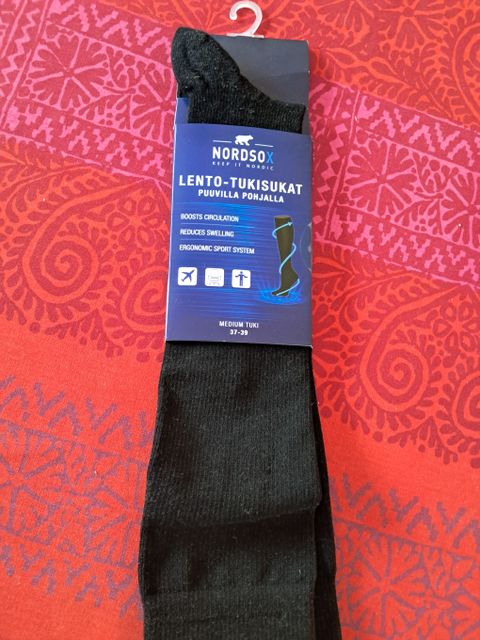 NORDSOX
KEEP IT NORDIC
LENTO-TUKISUKAT
PUUVILLA POHJALLA
BOOSTS CIRCULATION
REDUCES SWELLING
ERGONOMIC SPORT SYSTEM
MEDIUM TUKI
37-39